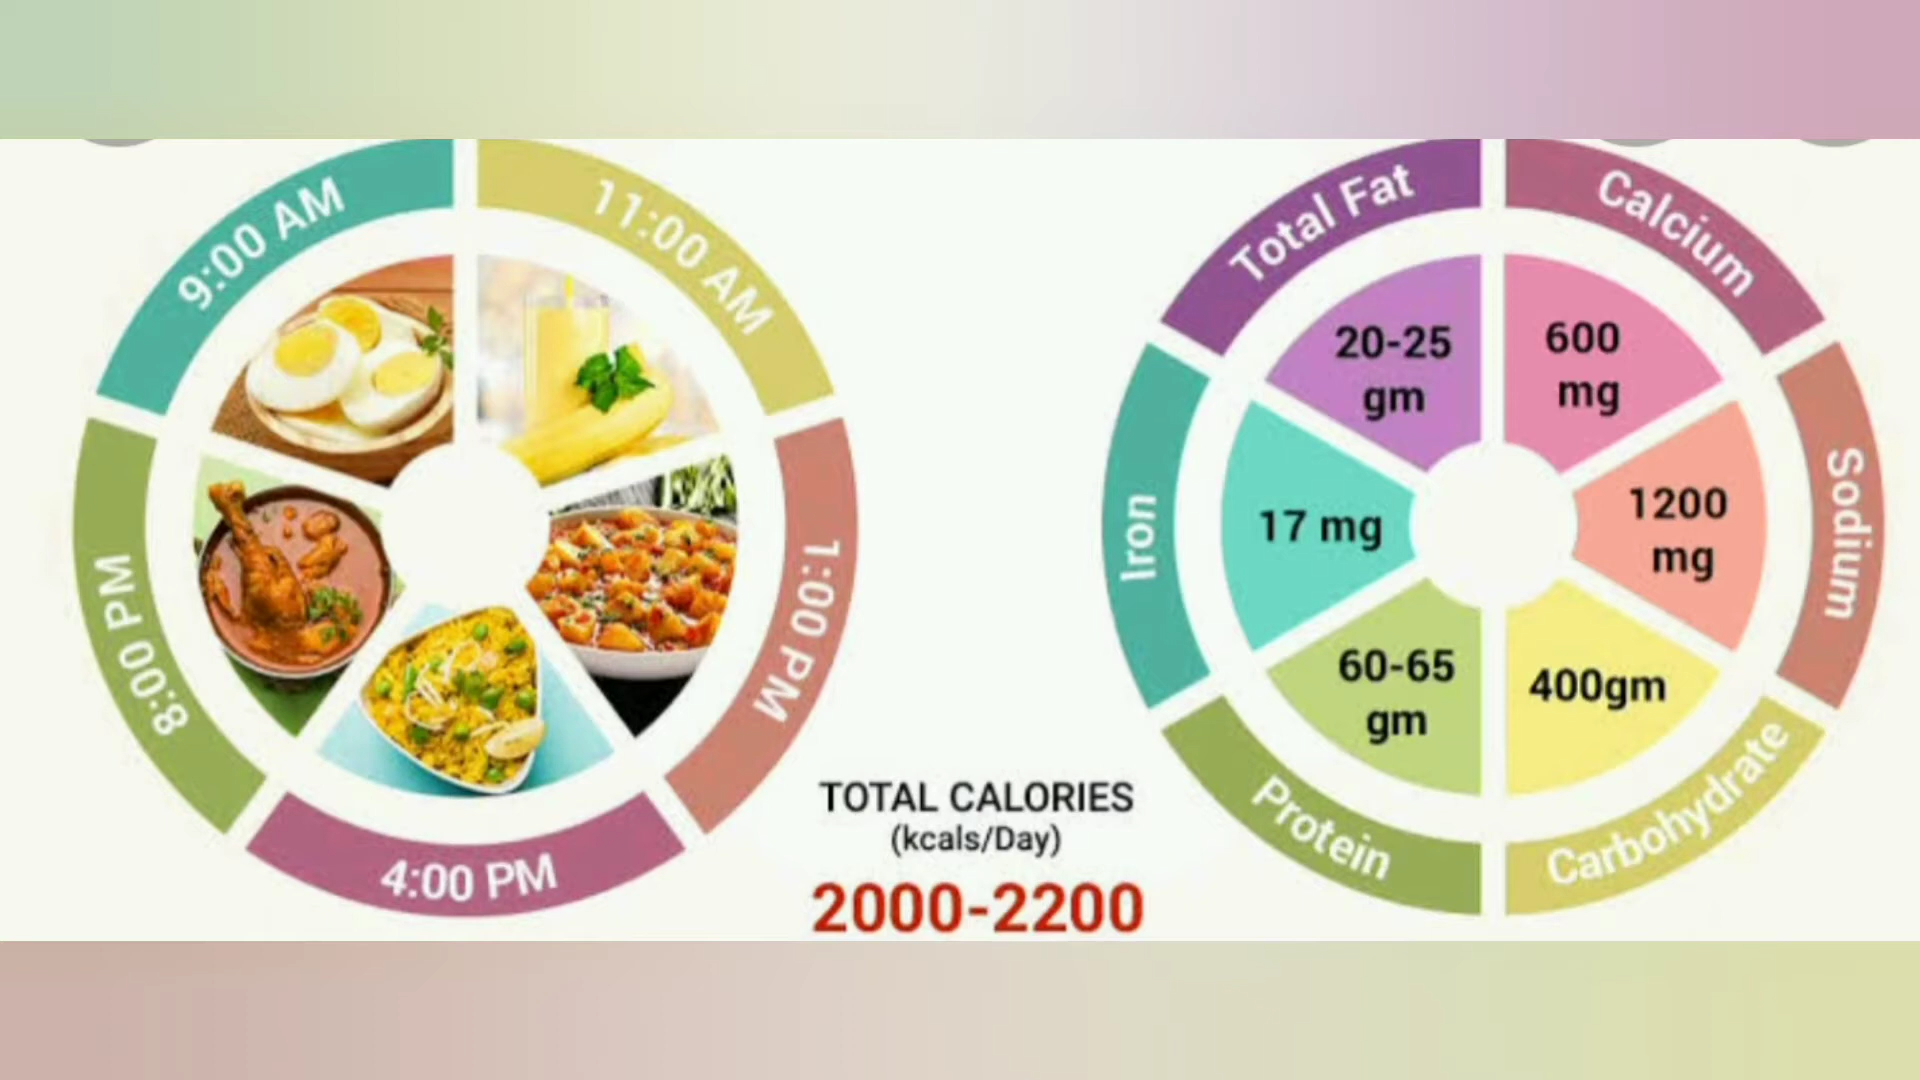 9:00 AM
11:00 AM
1:00 PM
4:00 PM
8:00 PM
TOTAL CALORIES
(kcals/Day)
2000-2200
Total Fat
20-25
gm
Calcium
600
mg
Sodium
1200
mg
Carbohydrate
400gm
Protein
60-65
gm
Iron
17 mg